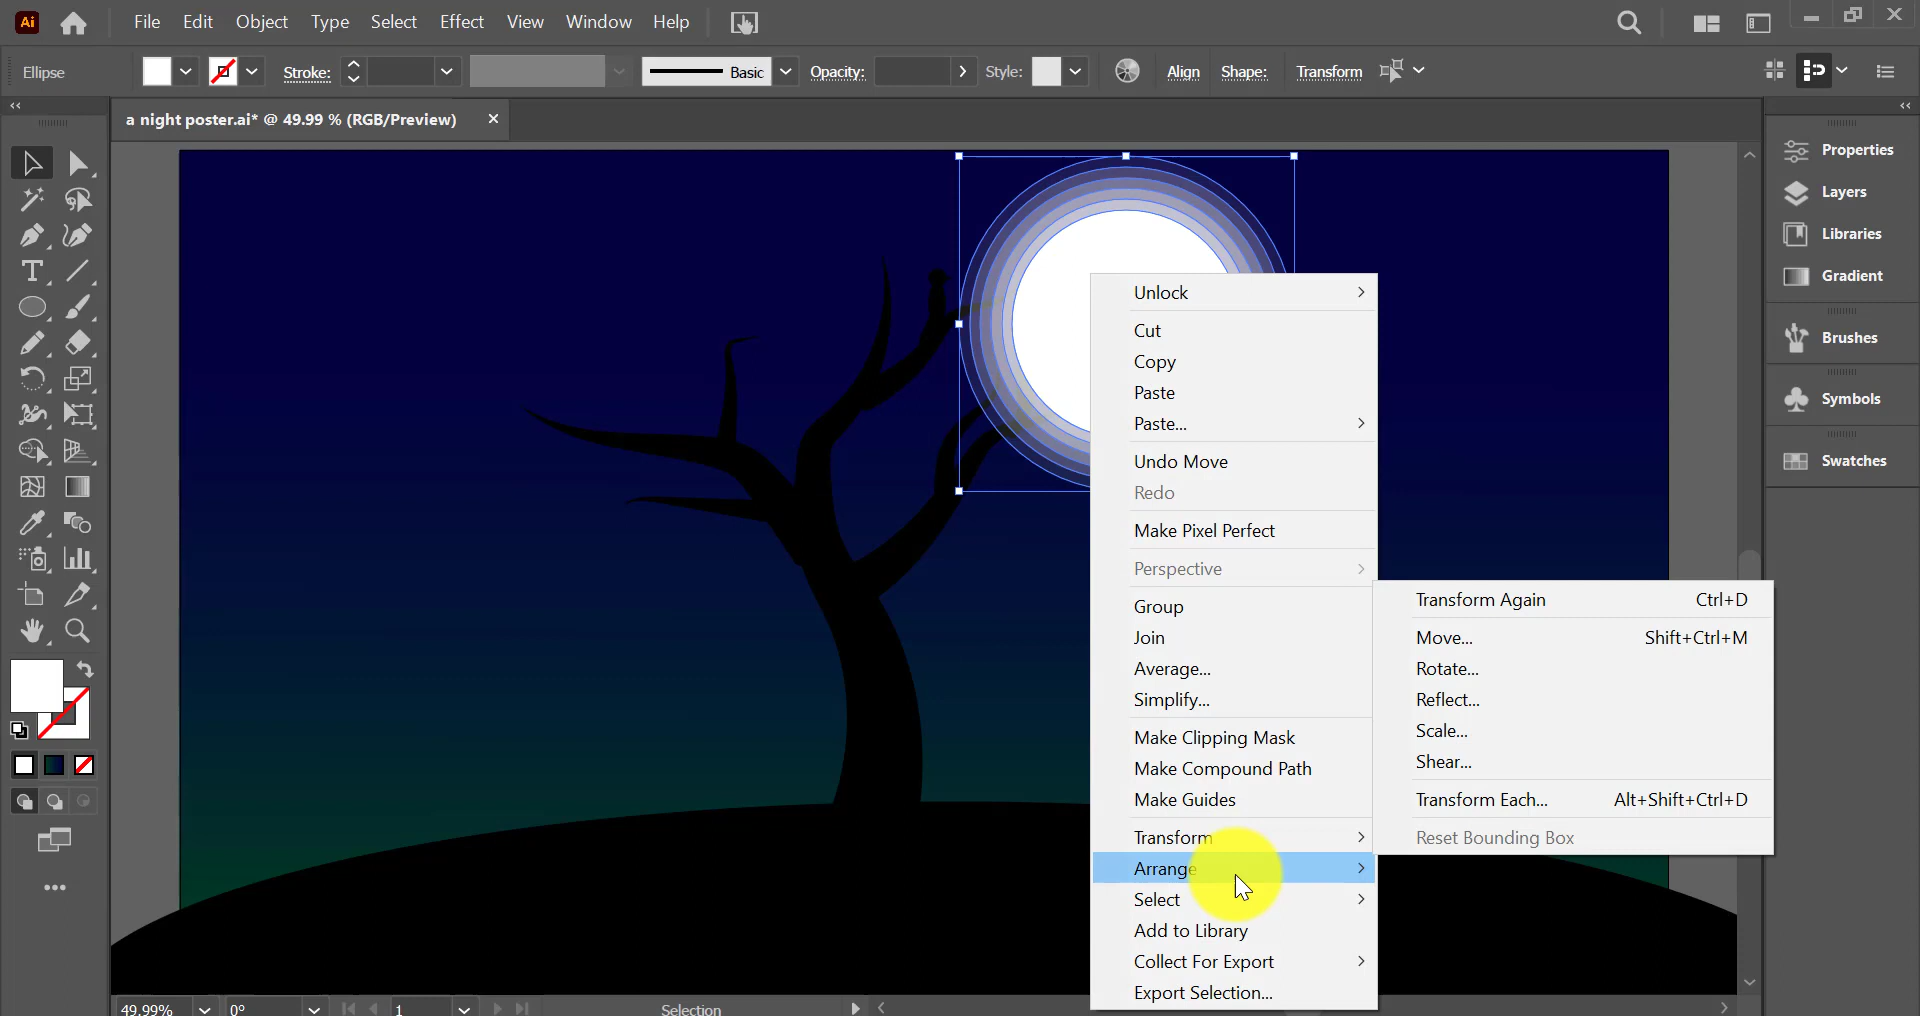 Ai File Edit Object Type Select Effect View Window Help
Ellipse Stroke: Basic Opacity: Style: Align Shape: Transform
a night poster.ai* @ 49.99 % (RGB/Preview)
Properties
Layers
Libraries
Gradient
Brushes
Symbols
Swatches
Unlock
Cut
Copy
Paste
Paste...
Undo Move
Redo
Make Pixel Perfect
Perspective
Group
Join
Average...
Simplify...
Make Clipping Mask
Make Compound Path
Make Guides
Transform
Arrange
Select
Add to Library
Collect For Export
Export Selection...
Transform Again Ctrl+D
Move... Shift+Ctrl+M
Rotate...
Reflect...
Scale...
Shear...
Transform Each... Alt+Shift+Ctrl+D
Reset Bounding Box
49.99% 0° 1 Selection